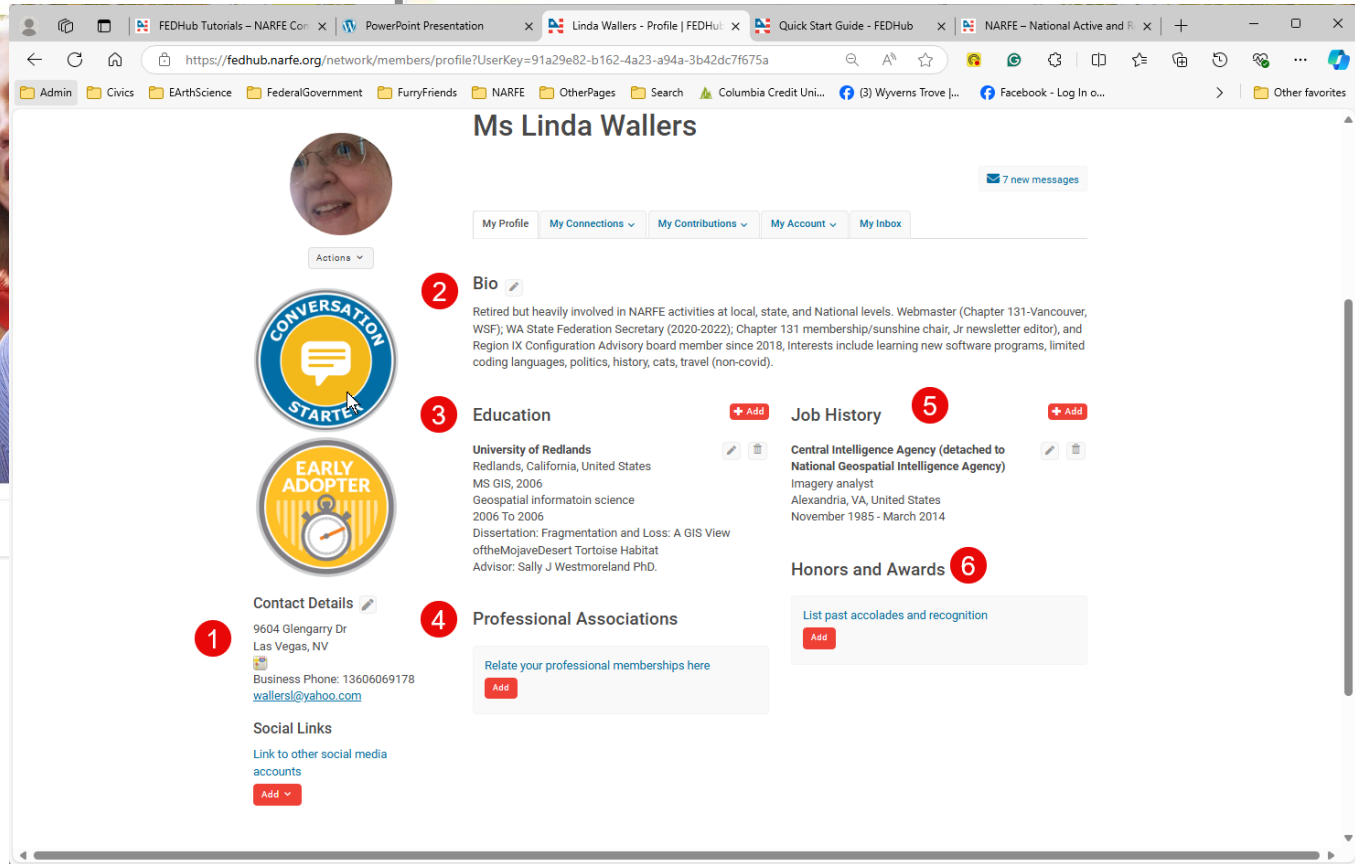 FEDHub Tutorials – NARFE Con
PowerPoint Presentation
Linda Wallers - Profile | FEDHub
Quick Start Guide - FEDHub
NARFE – National Active and R
https://fedhub.narfe.org/network/members/profile?UserKey=91a29e82-b162-4a23-a94a-3b42dc7f675a
Admin Civics EArthScience FederalGovernment FurryFriends NARFE OtherPages Search Columbia Credit Uni... (3) Wyverns Trove |... Facebook - Log In o... Other favorites
Ms Linda Wallers
7 new messages
My Profile My Connections My Contributions My Account My Inbox
Actions
CONVERSATION
STARTER
EARLY
ADOPTER
1
Contact Details
9604 Glengarry Dr
Las Vegas, NV
Business Phone: 13606069178
wallersl@yahoo.com
Social Links
Link to other social media
accounts
Add
2
Bio
Retired but heavily involved in NARFE activities at local, state, and National levels. Webmaster (Chapter 131-Vancouver,
WSF); WA State Federation Secretary (2020-2022); Chapter 131 membership/sunshine chair, Jr newsletter editor), and
Region IX Configuration Advisory board member since 2018, Interests include learning new software programs, limited
coding languages, politics, history, cats, travel (non-covid).
3
Education
+ Add
University of Redlands
Redlands, California, United States
MS GIS, 2006
Geospatial informatoin science
2006 To 2006
Dissertation: Fragmentation and Loss: A GIS View
oftheMojaveDesert Tortoise Habitat
Advisor: Sally J Westmoreland PhD.
4
Professional Associations
Relate your professional memberships here
Add
Job History
5
+ Add
Central Intelligence Agency (detached to
National Geospatial Intelligence Agency)
Imagery analyst
Alexandria, VA, United States
November 1985 - March 2014
Honors and Awards
6
List past accolades and recognition
Add